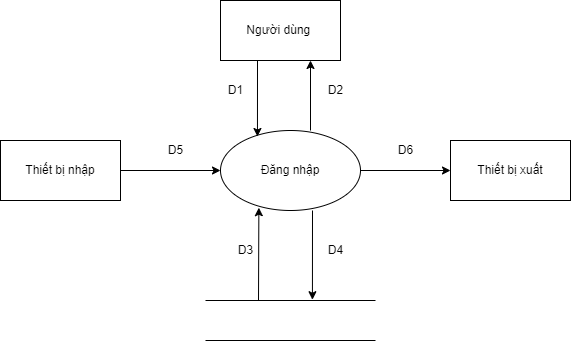 Người dùng
D1
D2
Thiết bị nhập
D5
Đăng nhập
D6
Thiết bị xuất
D3
D4